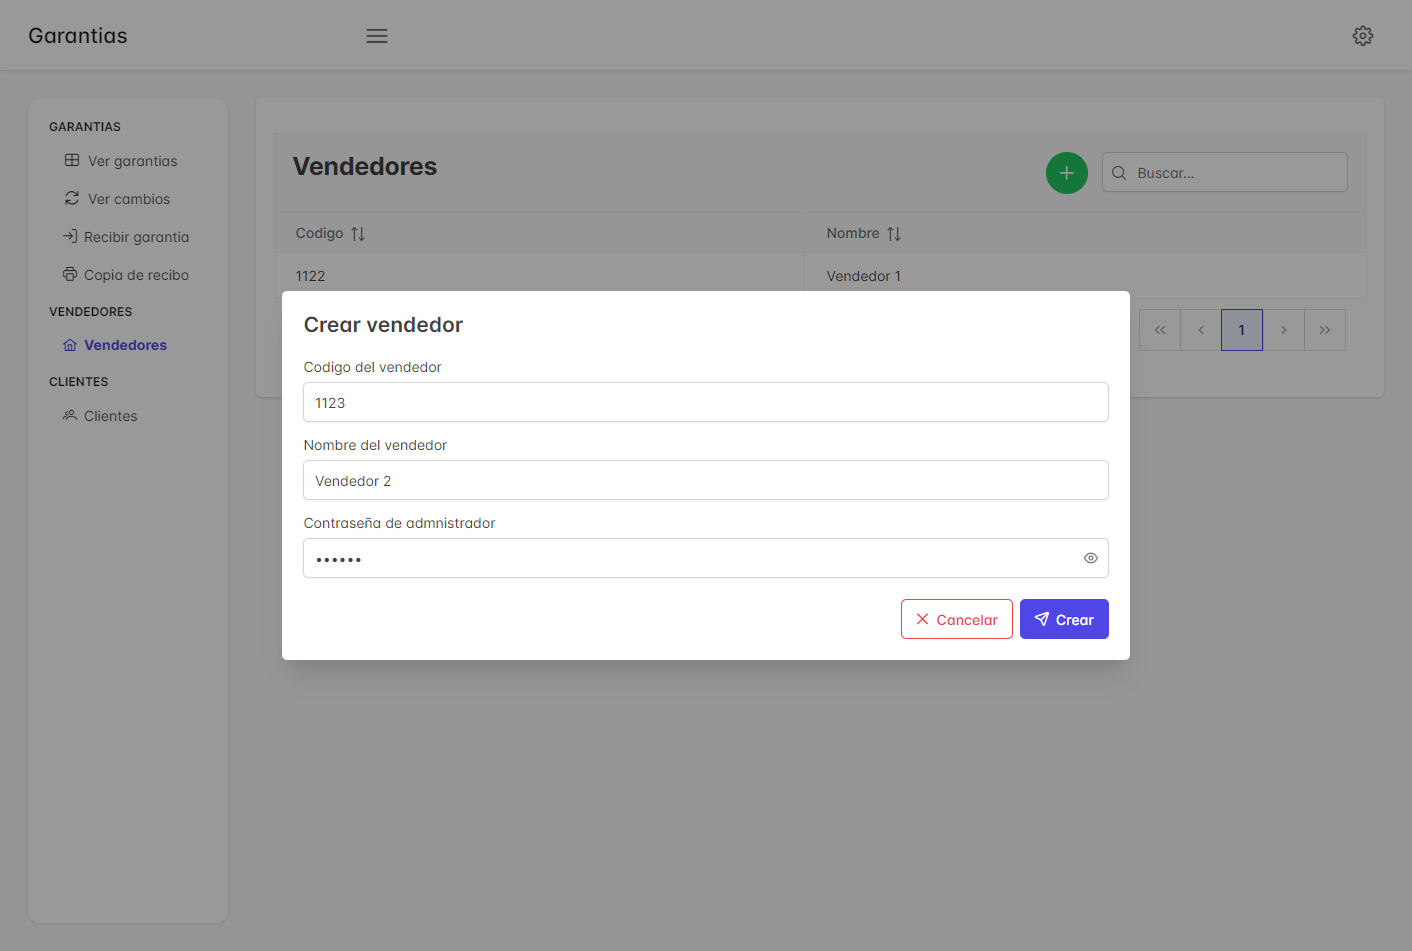 Garantias
GARANTIAS
Ver garantias
Ver cambios
Recibir garantia
Copia de recibo
VENDEDORES
Vendedores
CLIENTES
Clientes
Vendedores
Buscar...
Codigo Nombre
1122 Vendedor 1
1
Crear vendedor
Codigo del vendedor
1123
Nombre del vendedor
Vendedor 2
Contraseña de admnistrador
••••••
Cancelar Crear